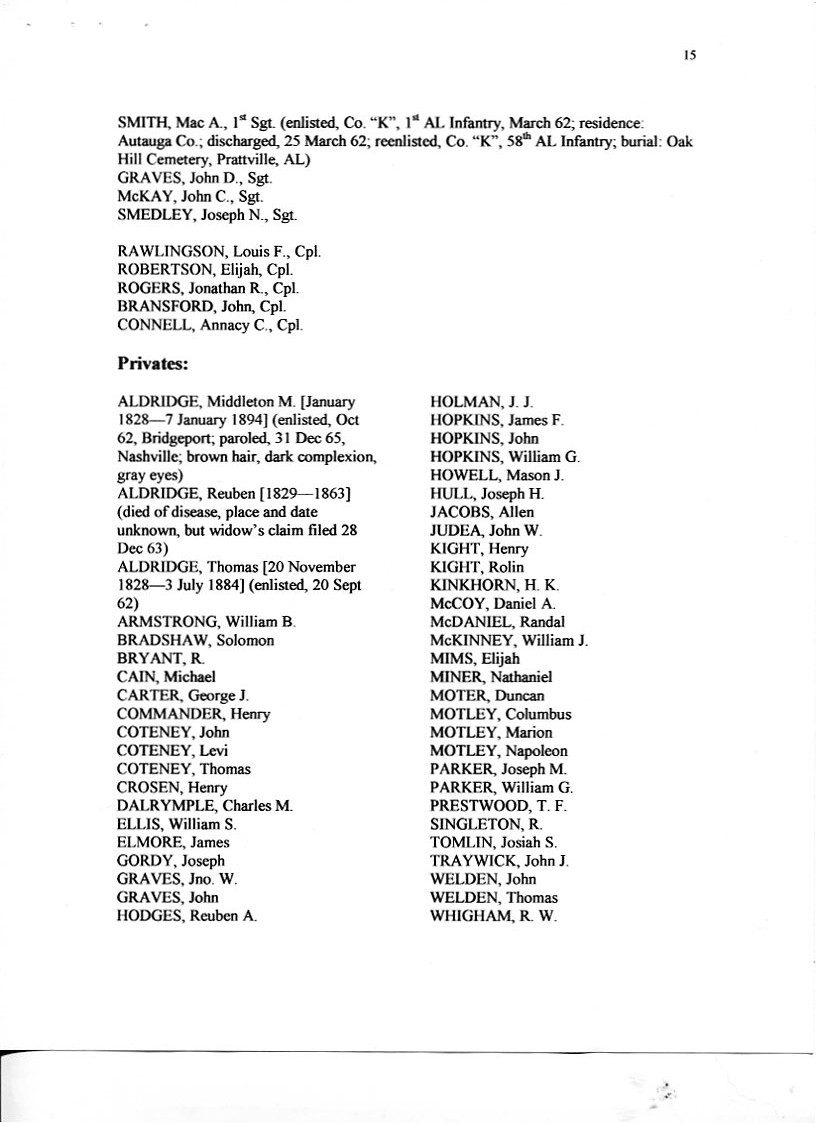 15
SMITH, Mac A., 1st Sgt. (enlisted, Co. “K”, 1st AL Infantry, March 62; residence:
Autauga Co.; discharged, 25 March 62; reenlisted, Co. “K”, 58th AL Infantry; burial: Oak
Hill Cemetery, Prattville, AL)
GRAVES, John D., Sgt.
McKAY, John C., Sgt.
SMEDLEY, Joseph N., Sgt.
RAWLINGSON, Louis F., Cpl.
ROBERTSON, Elijah, Cpl.
ROGERS, Jonathan R., Cpl.
BRANSFORD, John, Cpl.
CONNELL, Annacy C., Cpl.
Privates:
ALDRIDGE, Middleton M. [January
1828—7 January 1894] (enlisted, Oct
62, Bridgeport; paroled, 31 Dec 65,
Nashville; brown hair, dark complexion,
gray eyes)
ALDRIDGE, Reuben [1829—1863]
(died of disease, place and date
unknown, but widow’s claim filed 28
Dec 63)
ALDRIDGE, Thomas [20 November
1828—3 July 1884] (enlisted, 20 Sept
62)
ARMSTRONG, William B.
BRADSHAW, Solomon
BRYANT, R.
CAIN, Michael
CARTER, George J.
COMMANDER, Henry
COTENEY, John
COTENEY, Levi
COTENEY, Thomas
CROSEN, Henry
DALRYMPLE, Charles M.
ELLIS, William S.
ELMORE, James
GORDY, Joseph
GRAVES, Jno. W.
GRAVES, John
HODGES, Reuben A.
HOLMAN, J. J.
HOPKINS, James F.
HOPKINS, John
HOPKINS, William G.
HOWELL, Mason J.
HULL, Joseph H.
JACOBS, Allen
JUDEA, John W.
KIGHT, Henry
KIGHT, Rolin
KINKHORN, H. K.
McCOY, Daniel A.
McDANIEL, Randal
McKINNEY, William J.
MIMS, Elijah
MINER, Nathaniel
MOTER, Duncan
MOTLEY, Columbus
MOTLEY, Marion
MOTLEY, Napoleon
PARKER, Joseph M.
PARKER, William G.
PRESTWOOD, T. F.
SINGLETON, R.
TOMLIN, Josiah S.
TRAYWICK, John J.
WELDEN, John
WELDEN, Thomas
WHIGHAM, R. W.